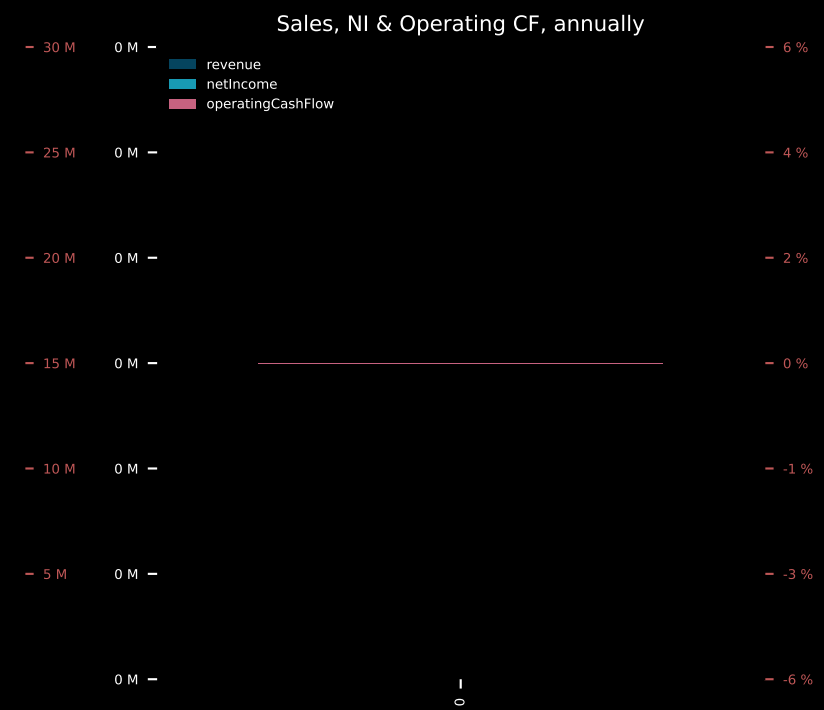 Sales, NI & Operating CF, annually
30 M 0 M 6 %
revenue
netIncome
operatingCashFlow
25 M 0 M 4 %
20 M 0 M 2 %
15 M 0 M 0 %
10 M 0 M -1 %
5 M 0 M -3 %
0 M -6 %
0